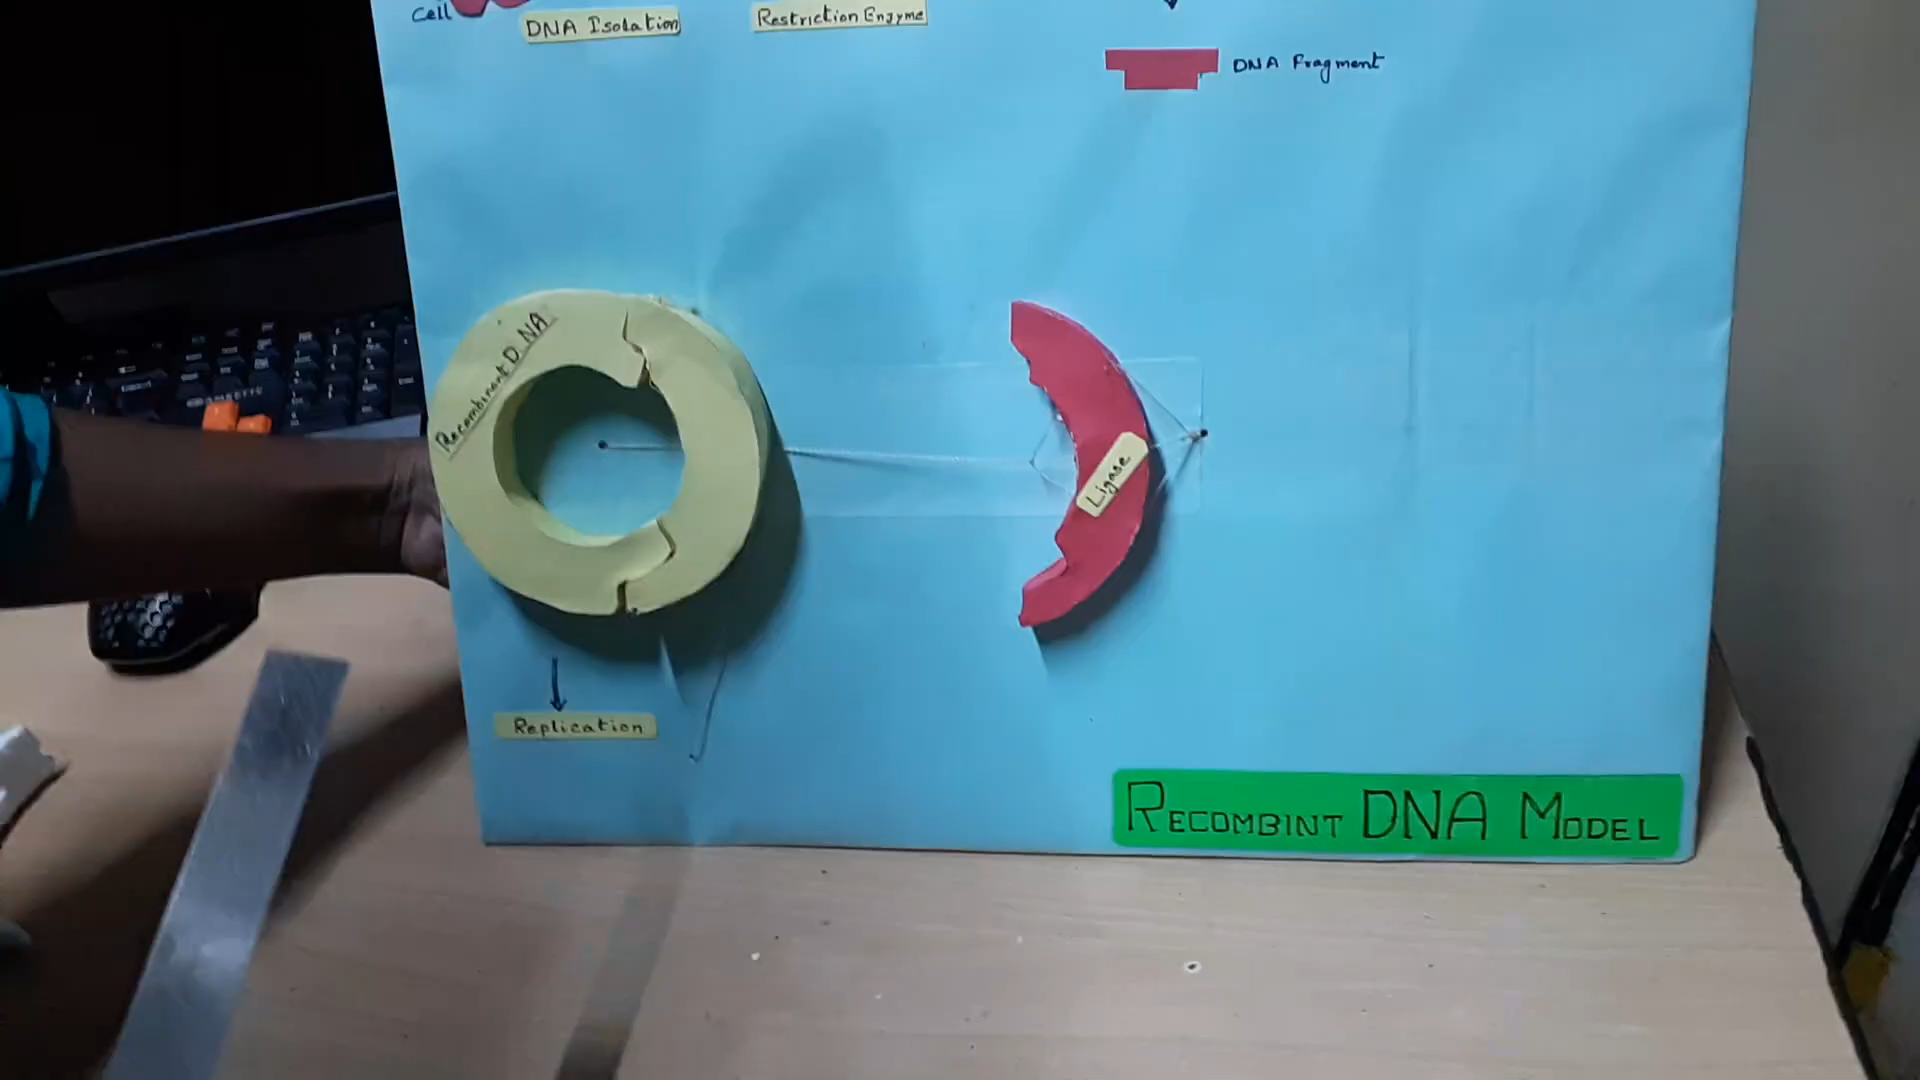 Cell
DNA Isolation
Restriction Enzyme
DNA Fragment
Recombinant DNA
Ligase
Replication
RECOMBINT DNA MODEL